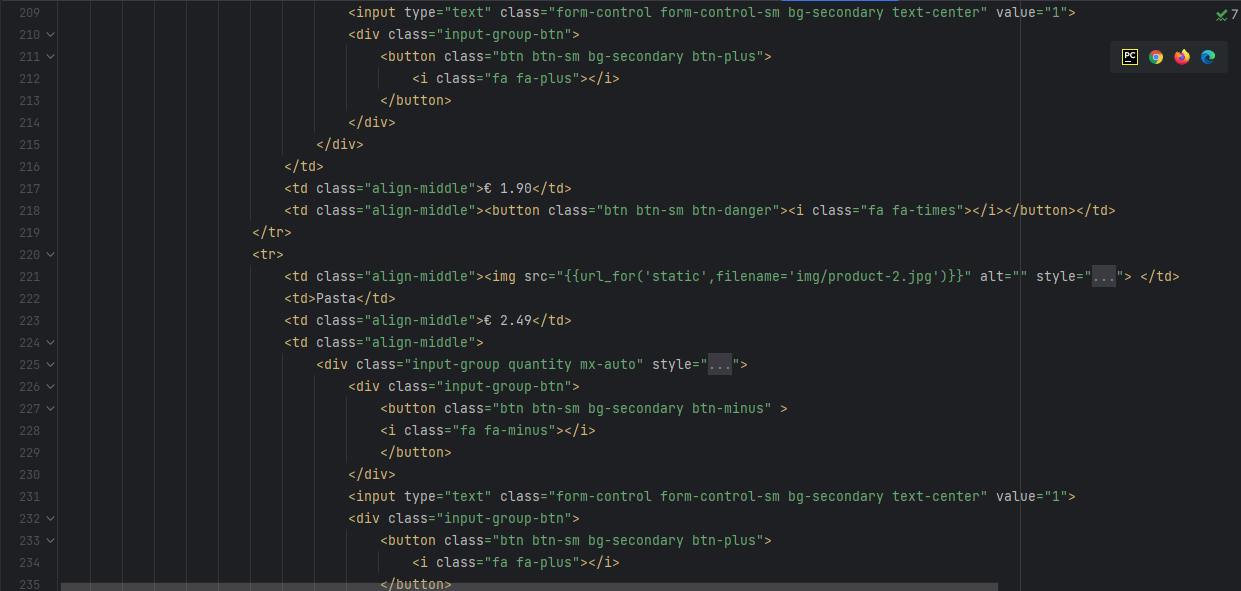 209 <input type="text" class="form-control form-control-sm bg-secondary text-center" value="1">
7
210 <div class="input-group-btn">
211 <button class="btn btn-sm bg-secondary btn-plus">
PC
212 <i class="fa fa-plus"></i>
213 </button>
214 </div>
215 </div>
216 </td>
217 <td class="align-middle">€ 1.90</td>
218 <td class="align-middle"><button class="btn btn-sm btn-danger"><i class="fa fa-times"></i></button></td>
219 </tr>
220 <tr>
221 <td class="align-middle"><img src="{{url_for('static',filename='img/product-2.jpg')}}" alt="" style="..."> </td>
222 <td>Pasta</td>
223 <td class="align-middle">€ 2.49</td>
224 <td class="align-middle">
225 <div class="input-group quantity mx-auto" style="...">
226 <div class="input-group-btn">
227 <button class="btn btn-sm bg-secondary btn-minus" >
228 <i class="fa fa-minus"></i>
229 </button>
230 </div>
231 <input type="text" class="form-control form-control-sm bg-secondary text-center" value="1">
232 <div class="input-group-btn">
233 <button class="btn btn-sm bg-secondary btn-plus">
234 <i class="fa fa-plus"></i>
235 </button>